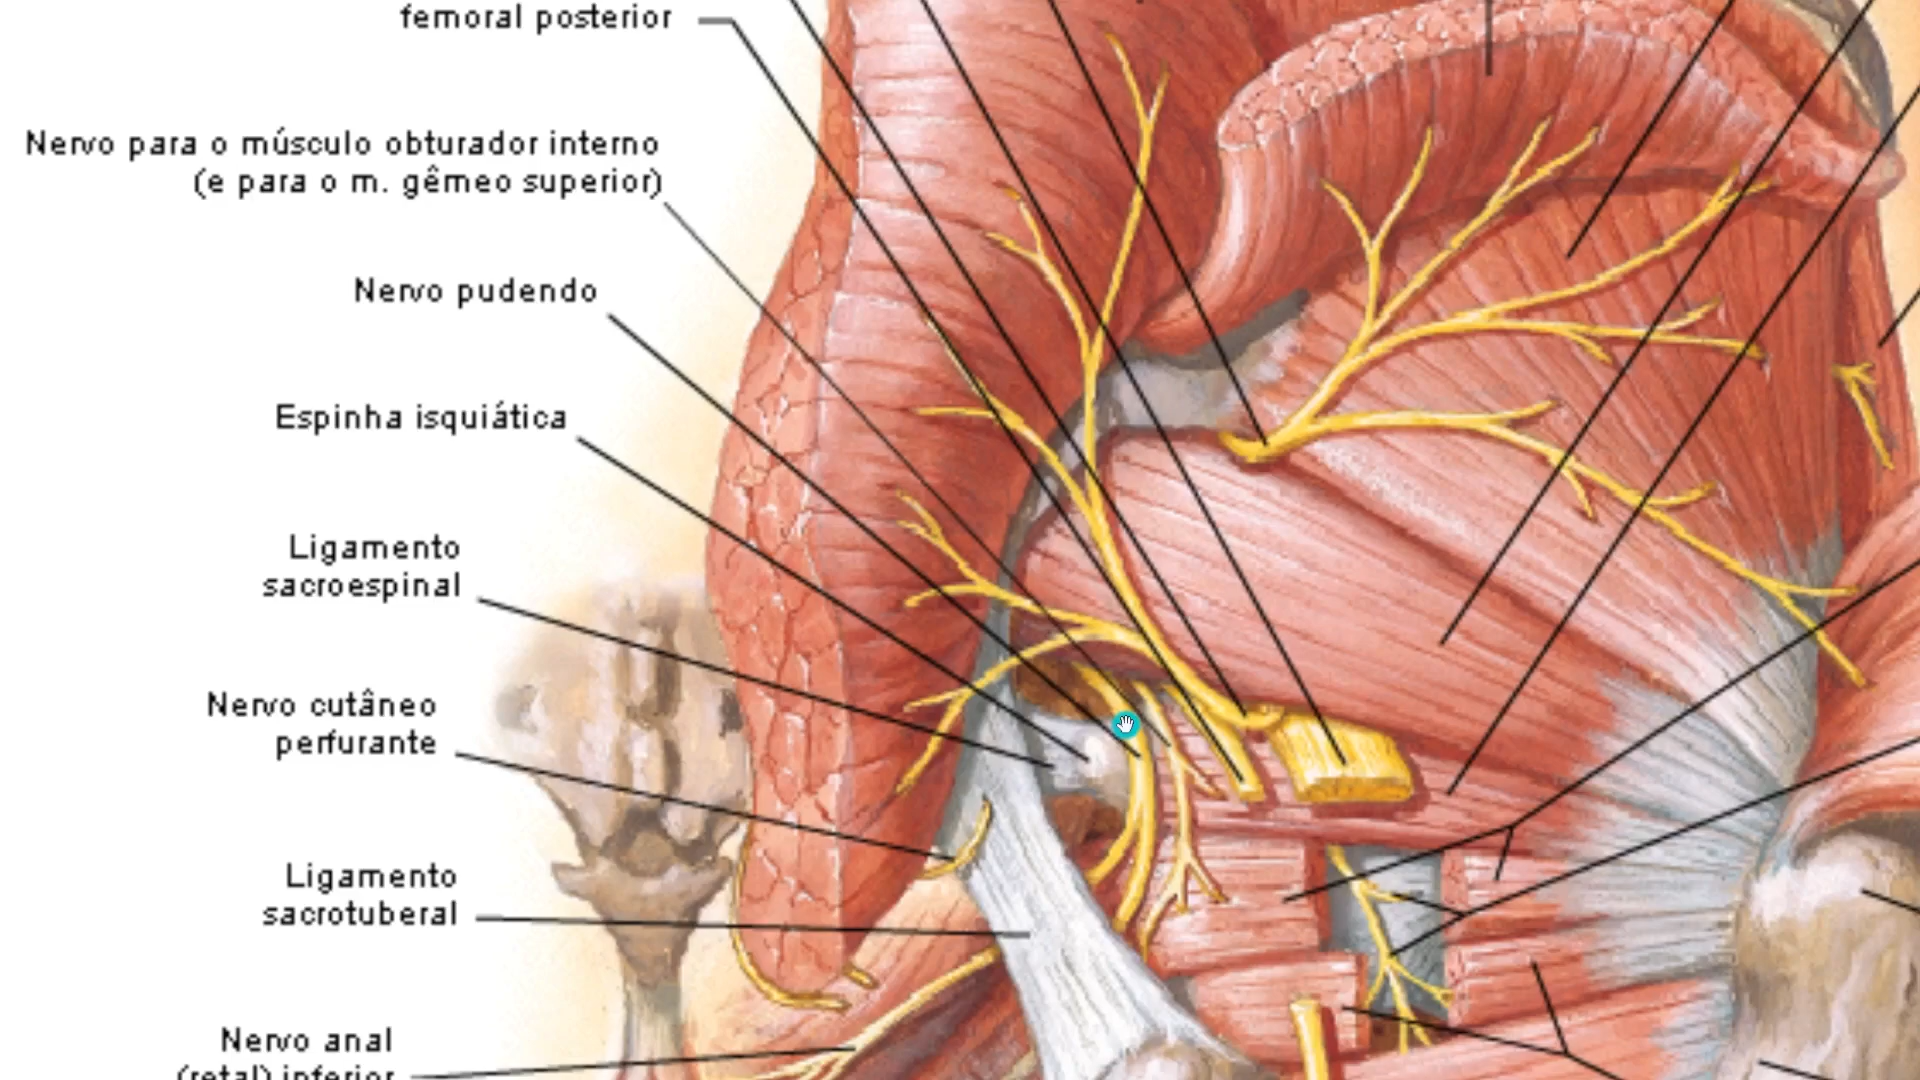 femoral posterior
Nervo para o músculo obturador interno
(e para o m. gêmeo superior)
Nervo pudendo
Espinha isquiática
Ligamento
sacroespinal
Nervo cutâneo
perfurante
Ligamento
sacrotuberal
Nervo anal
(retal) inferior